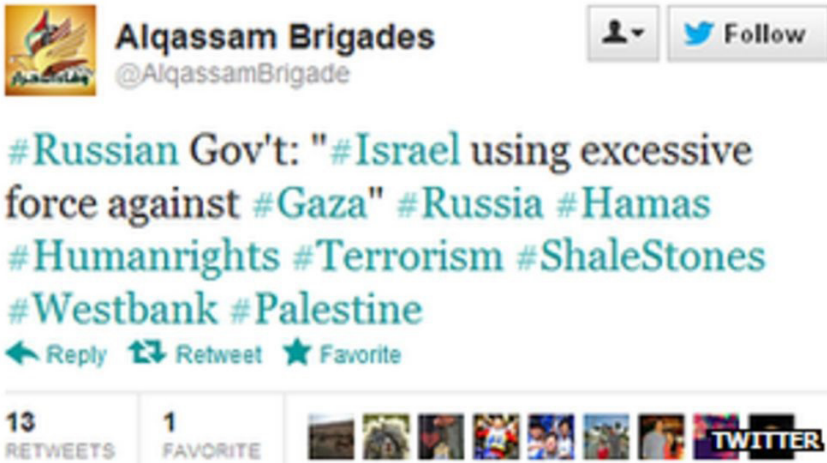 Alqassam Brigades
@AlqassamBrigade
Follow
#Russian Gov't: "#Israel using excessive
force against #Gaza" #Russia #Hamas
#Humanrights #Terrorism #ShaleStones
#Westbank #Palestine
Reply Retweet Favorite
13 1
RETWEETS FAVORITE
TWITTER